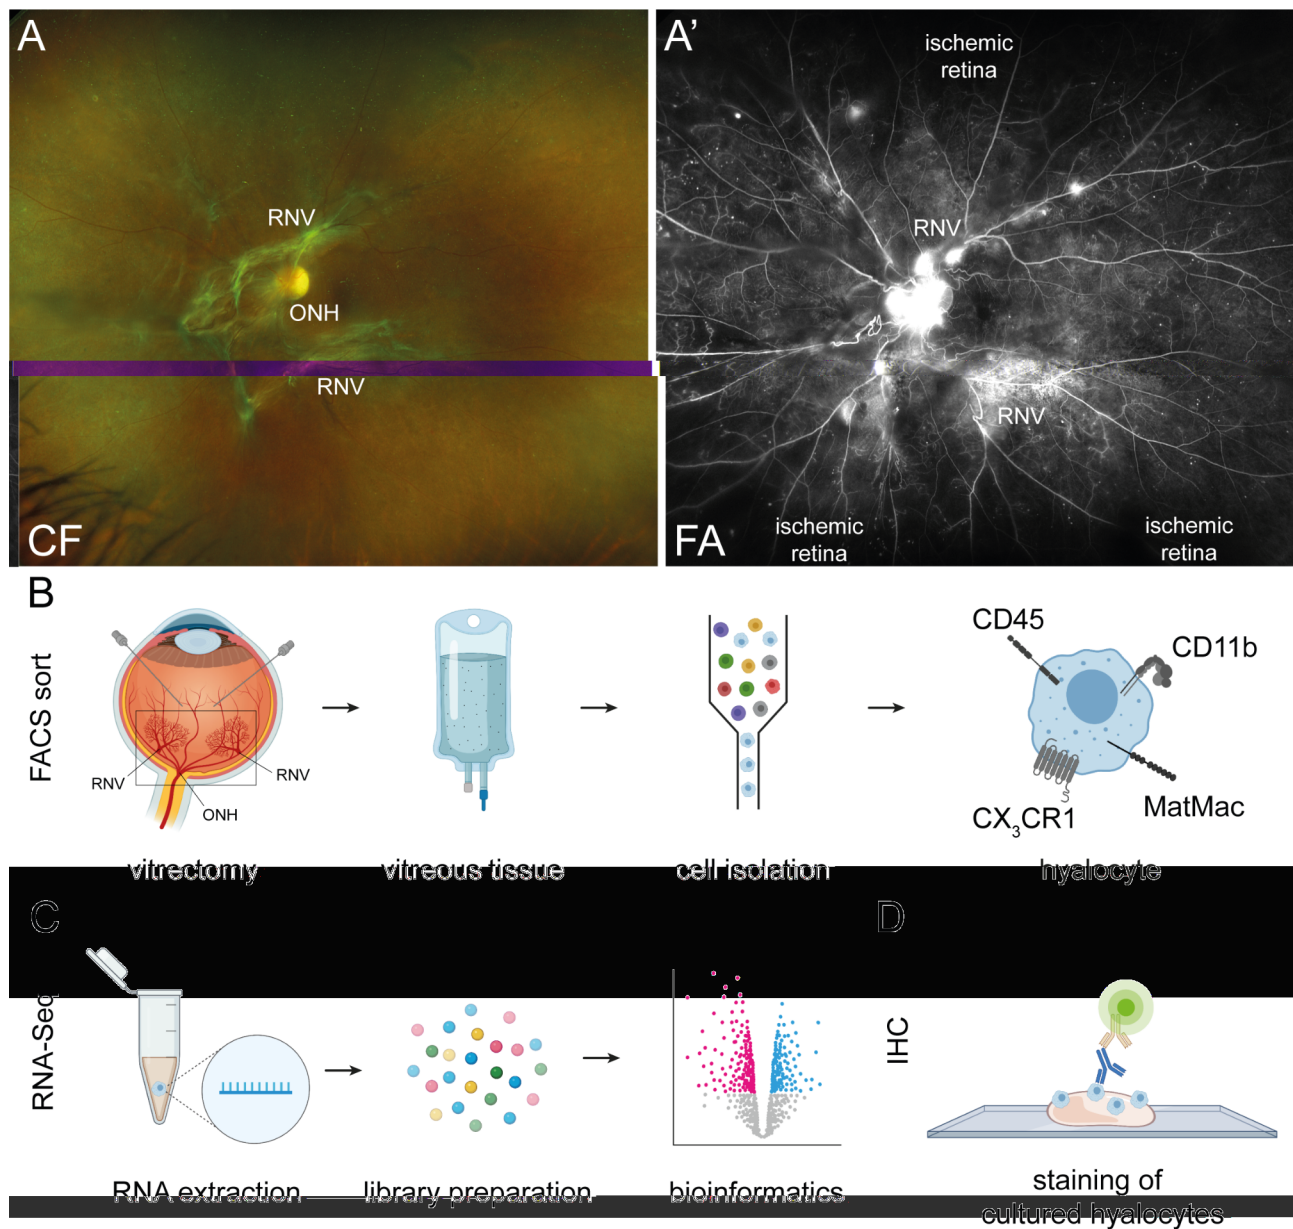 A
RNV
ONH
RNV
CF
A’
ischemic
retina
RNV
RNV
ischemic
retina
ischemic
retina
FA
B
FACS sort
RNV
RNV
ONH
CD45
CD11b
CX3CR1
MatMac
vitrectomy
vitreous tissue
cell isolation
hyalocyte
C
RNA-Seq
RNA extraction
library preparation
bioinformatics
D
IHC
staining of
cultured hyalocytes